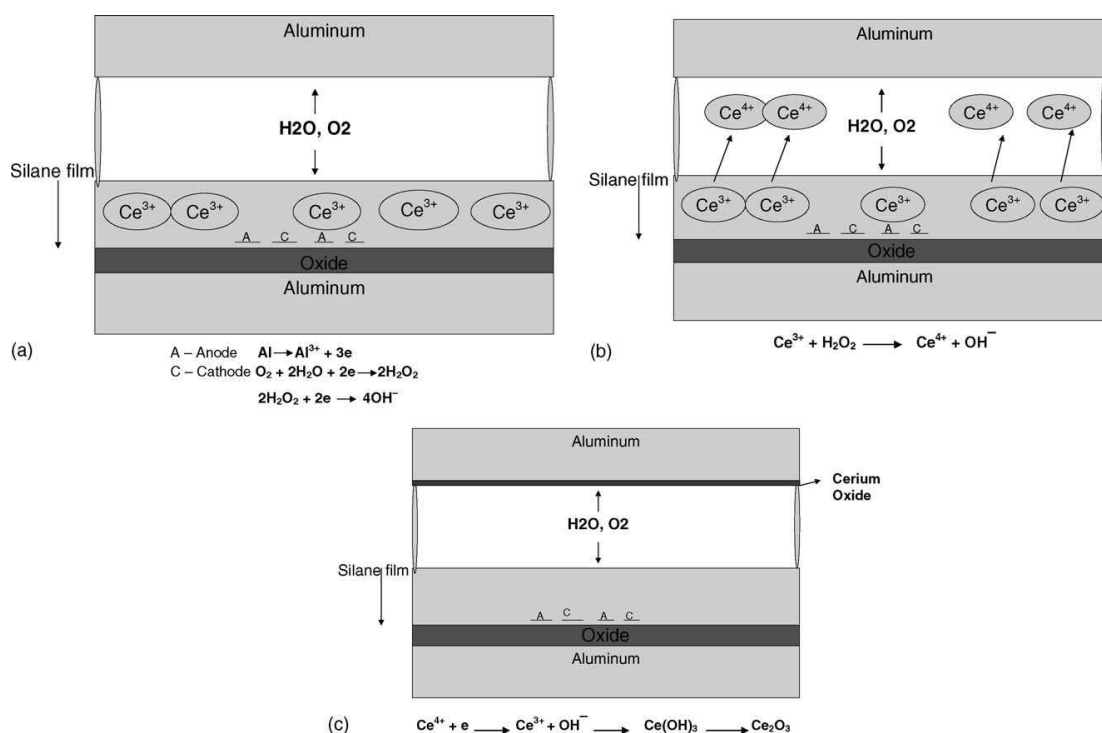 Aluminum
H2O, O2
Silane film
Ce³⁺ Ce³⁺ Ce³⁺ Ce³⁺ Ce³⁺
A C A C
Oxide
Aluminum
(a)
A – Anode Al → Al³⁺ + 3e
C – Cathode O₂ + 2H₂O + 2e → 2H₂O₂
2H₂O₂ + 2e → 4OH⁻
Aluminum
Ce⁴⁺ Ce⁴⁺ Ce⁴⁺ Ce⁴⁺
H2O, O2
Silane film
Ce³⁺ Ce³⁺ Ce³⁺ Ce³⁺ Ce³⁺
A C A C
Oxide
Aluminum
(b)
Ce³⁺ + H₂O₂ → Ce⁴⁺ + OH⁻
Aluminum
Cerium
Oxide
H2O, O2
Silane film
A C A C
Oxide
Aluminum
(c)
Ce⁴⁺ + e → Ce³⁺ + OH⁻ → Ce(OH)₃ → Ce₂O₃